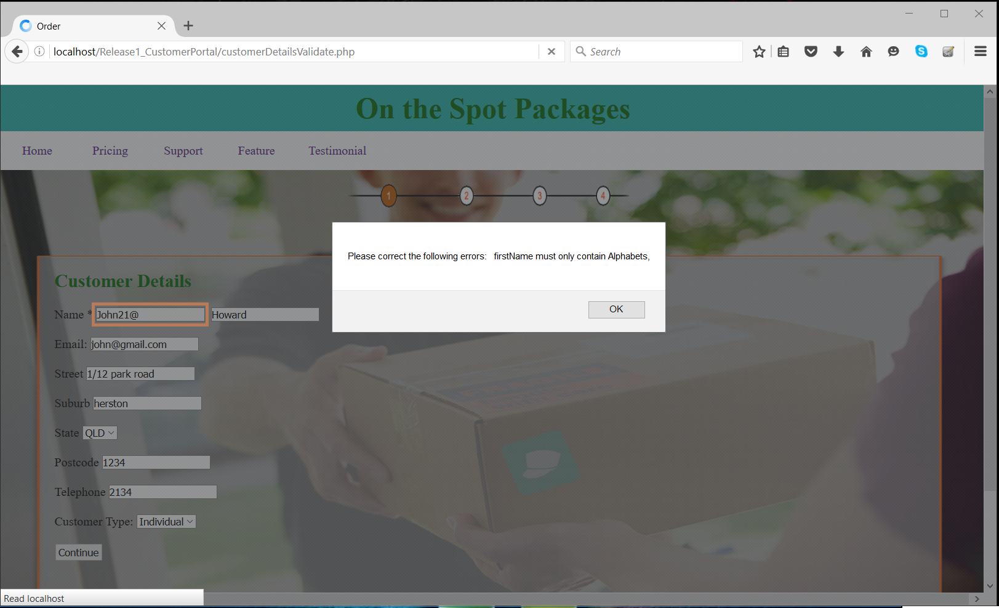 Order
localhost/Release1_CustomerPortal/customerDetailsValidate.php
Search
On the Spot Packages
Home Pricing Support Feature Testimonial
1 2 3 4
Please correct the following errors:   firstName must only contain Alphabets,
OK
Customer Details
Name * John21@ Howard
Email: john@gmail.com
Street 1/12 park road
Suburb herston
State QLD
Postcode 1234
Telephone 2134
Customer Type: Individual
Continue
Read localhost